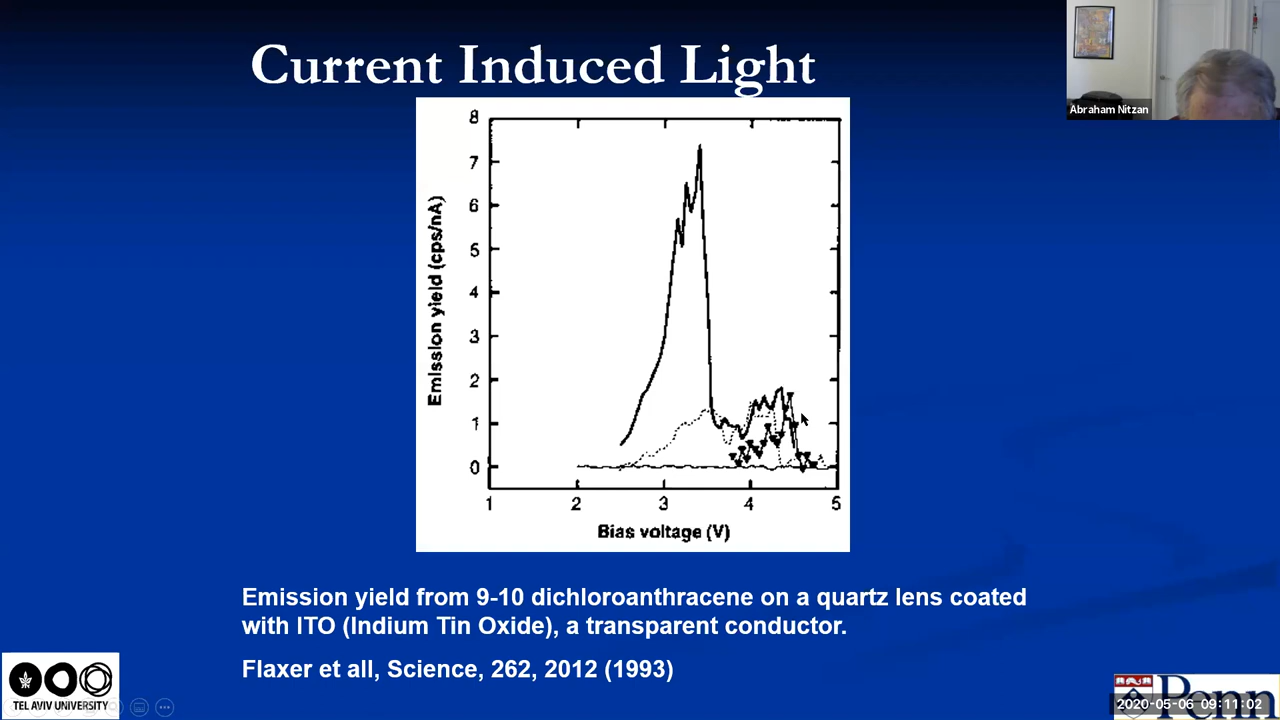 Current Induced Light
Abraham Nitzan
8
7
6
5
4
3
2
1
0
Emission yield (cps/nA)
1 2 3 4 5
Bias voltage (V)
Emission yield from 9-10 dichloroanthracene on a quartz lens coated
with ITO (Indium Tin Oxide), a transparent conductor.
Flaxer et all, Science, 262, 2012 (1993)
TEL AVIV UNIVERSITY
Penn
2020-05-06 09:11:02